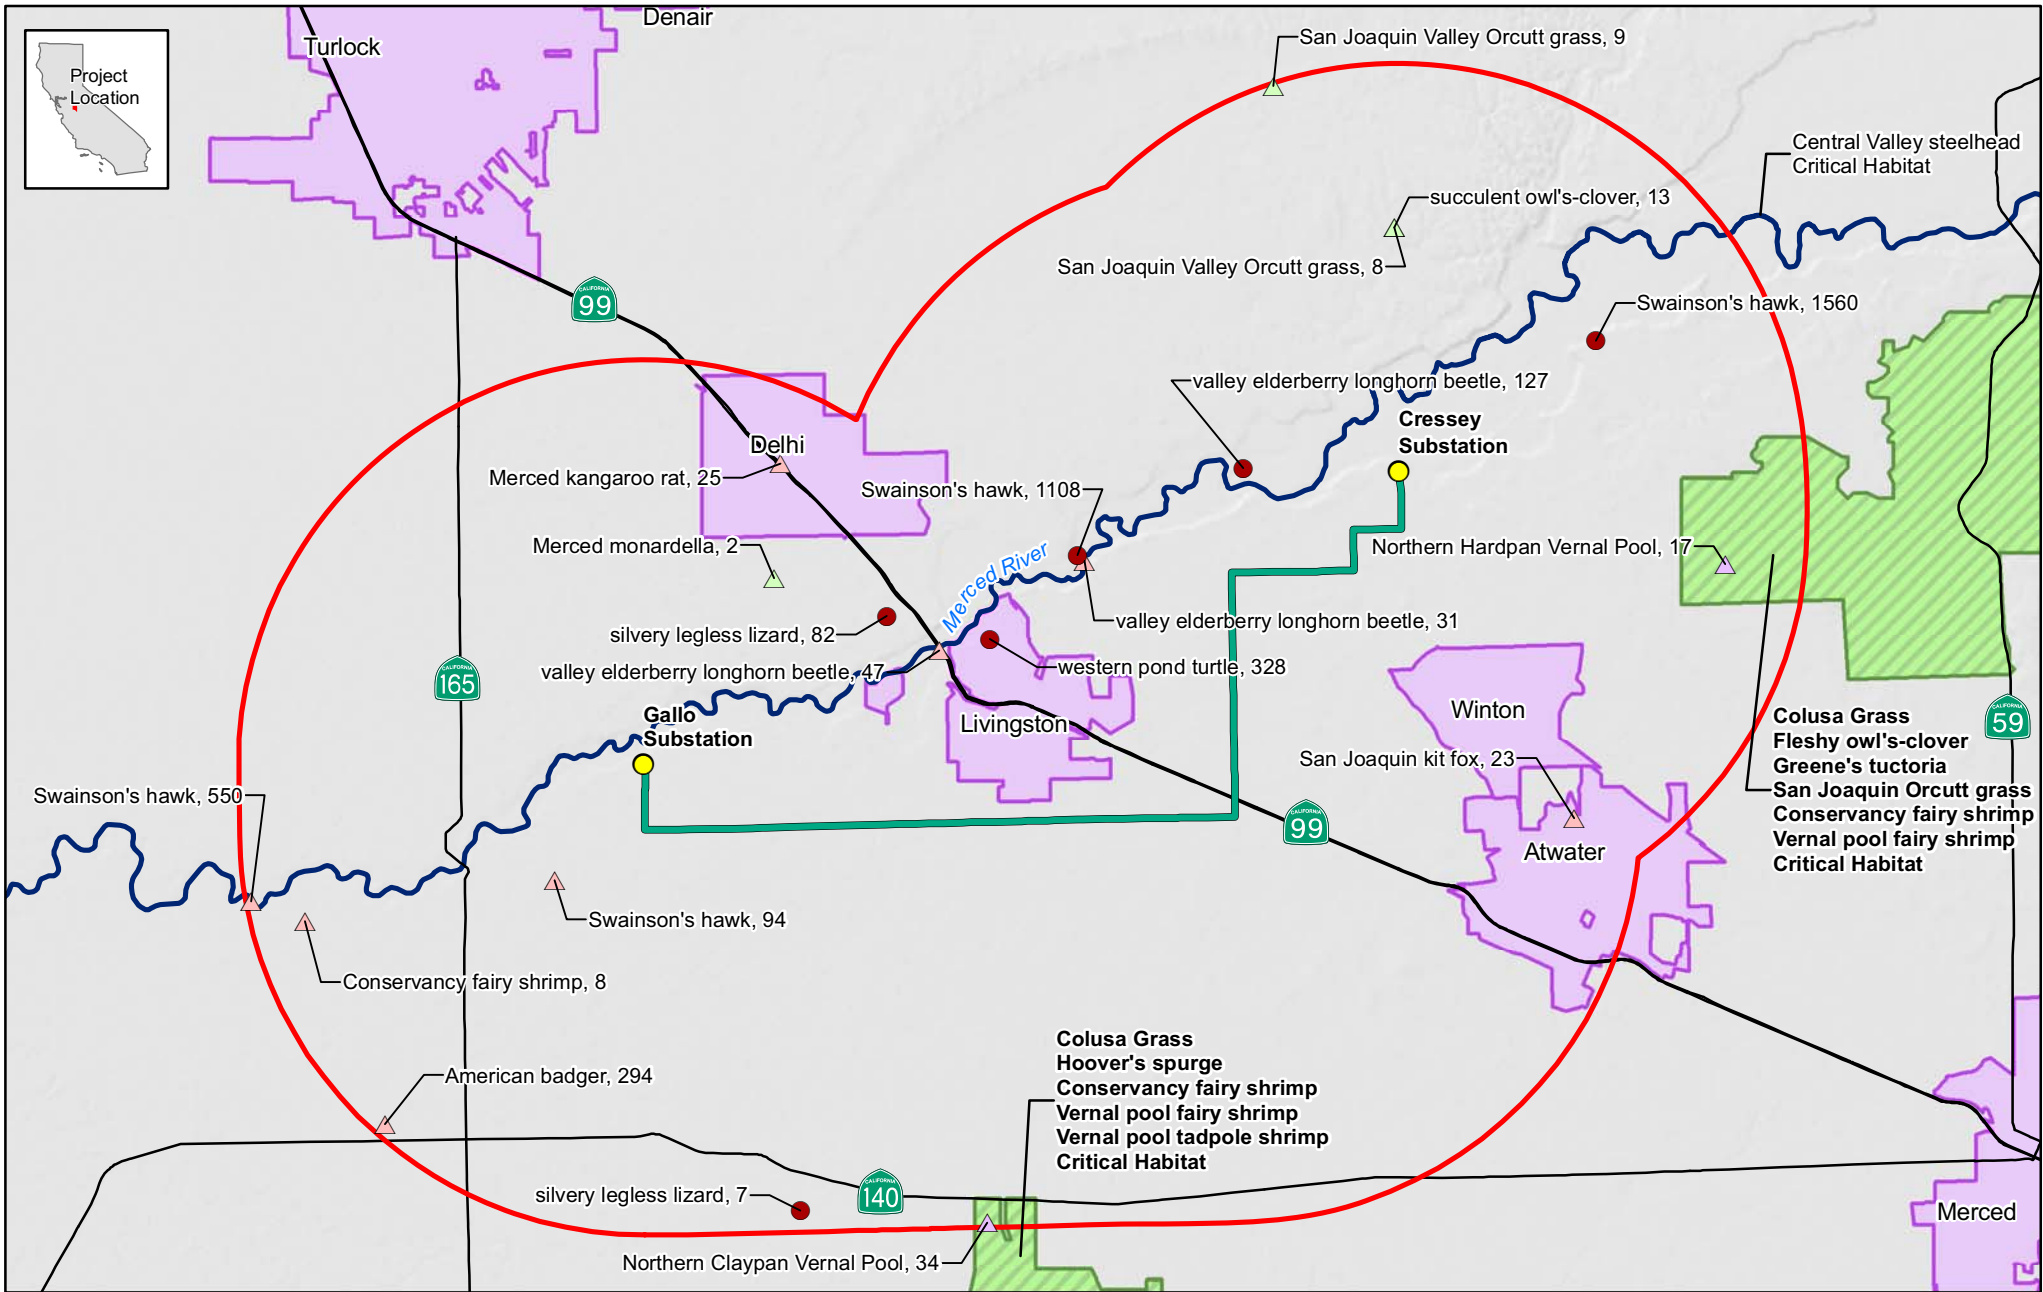 Denair
Turlock
Project
Location
San Joaquin Valley Orcutt grass, 9
Central Valley steelhead
Critical Habitat
succulent owl's-clover, 13
San Joaquin Valley Orcutt grass, 8
CALIFORNIA
99
Swainson's hawk, 1560
valley elderberry longhorn beetle, 127
Cressey
Substation
Delhi
Merced kangaroo rat, 25
Swainson's hawk, 1108
Merced monardella, 2
Northern Hardpan Vernal Pool, 17
Merced River
silvery legless lizard, 82
valley elderberry longhorn beetle, 31
valley elderberry longhorn beetle, 47
western pond turtle, 328
CALIFORNIA
165
Gallo
Substation
Livingston
Winton
CALIFORNIA
59
Colusa Grass
Fleshy owl's-clover
Greene's tuctoria
San Joaquin Orcutt grass
Conservancy fairy shrimp
Vernal pool fairy shrimp
Critical Habitat
San Joaquin kit fox, 23
Swainson's hawk, 550
CALIFORNIA
99
Atwater
Swainson's hawk, 94
Conservancy fairy shrimp, 8
American badger, 294
Colusa Grass
Hoover's spurge
Conservancy fairy shrimp
Vernal pool fairy shrimp
Vernal pool tadpole shrimp
Critical Habitat
silvery legless lizard, 7
CALIFORNIA
140
Merced
Northern Claypan Vernal Pool, 34